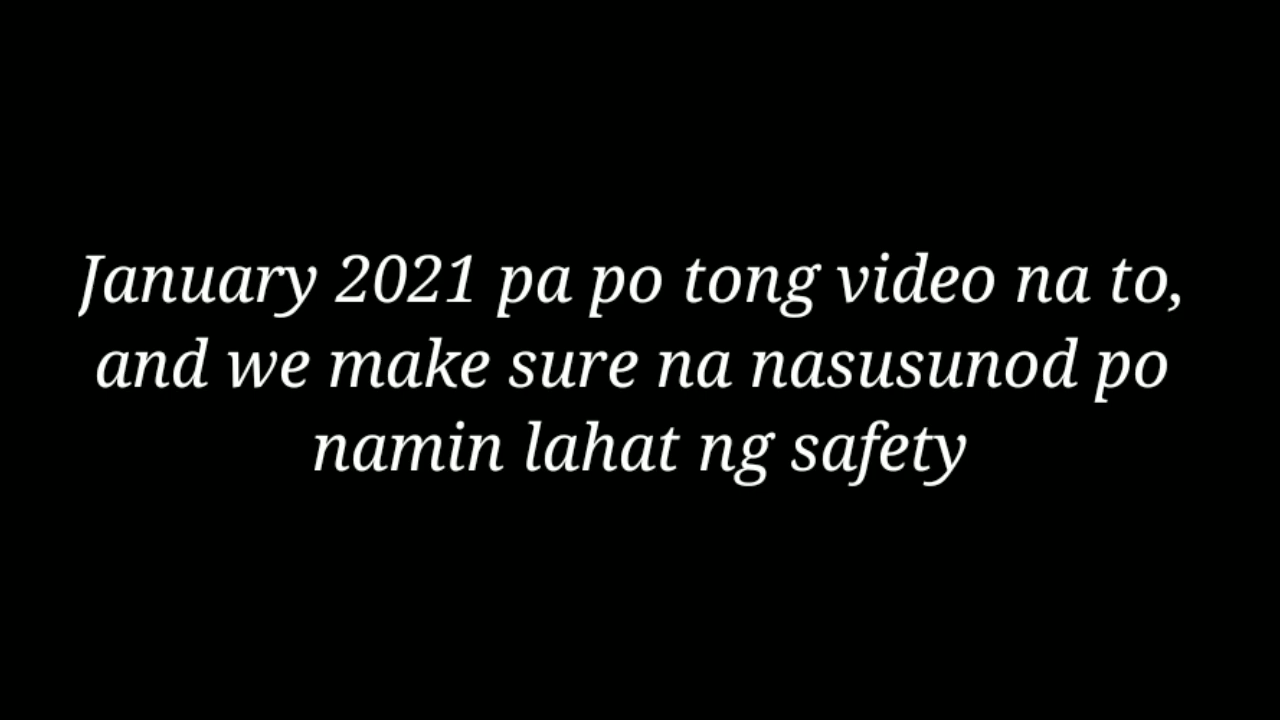 January 2021 pa po tong video na to,
and we make sure na nasusunod po
namin lahat ng safety